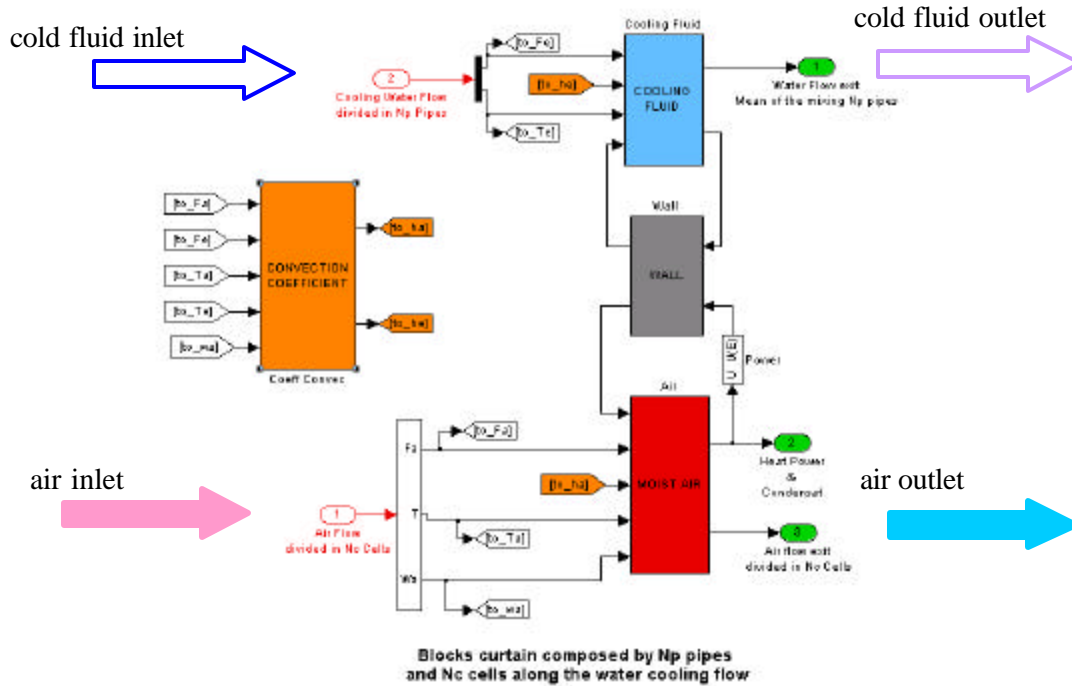 cold fluid inlet
cold fluid outlet
Cooling Fluid
[to_Fe]
2
Cooling Water Flow
divided in Np Pipes
[to_he]
COOLING
FLUID
1
Water Flow exit
Mean of the mixing Np pipes
[to_Te]
Wall
WALL
[to_Fa]
[to_Fe]
[to_Ta]
[to_Te]
[to_wa]
CONVECTION
COEFFICIENT
[to_ha]
[to_he]
Coeff Convec
U U(E)
Power
Air
air inlet
air outlet
Fa
T
Wa
[to_Fa]
[to_ha]
MOIST AIR
1
Air Flow
divided in Nc Cells
[to_Ta]
[to_wa]
2
Heat Power
&
Condensat.
3
Air flow exit
divided in Nc Cells
Blocks curtain composed by Np pipes
and Nc cells along the water cooling flow